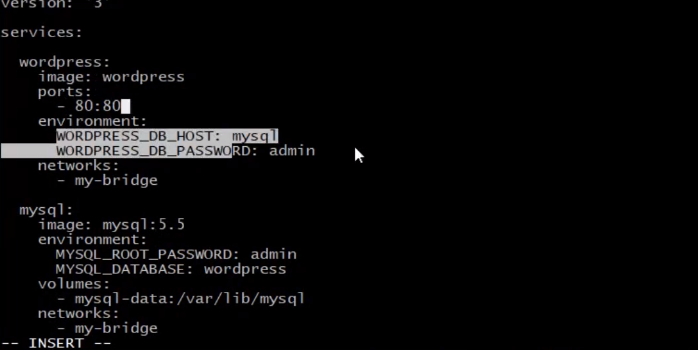 version: '3'
services:
wordpress:
image: wordpress
ports:
- 80:80
environment:
WORDPRESS_DB_HOST: mysql
WORDPRESS_DB_PASSWORD: admin
networks:
- my-bridge
mysql:
image: mysql:5.5
environment:
MYSQL_ROOT_PASSWORD: admin
MYSQL_DATABASE: wordpress
volumes:
- mysql-data:/var/lib/mysql
networks:
- my-bridge
-- INSERT --